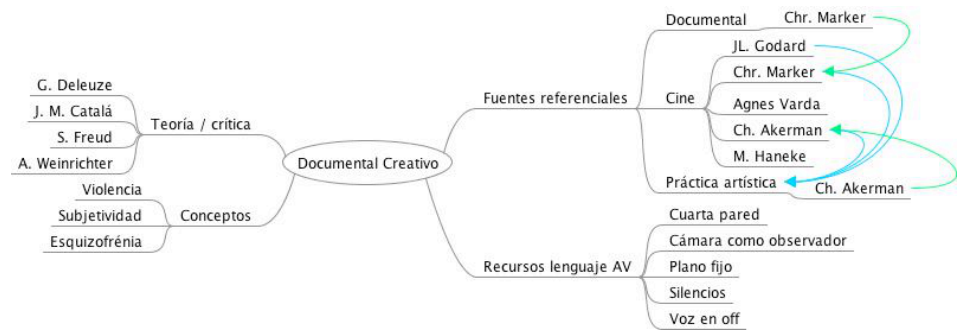 Documental Creativo
Teoría / crítica
G. Deleuze
J. M. Catalá
S. Freud
A. Weinrichter
Conceptos
Violencia
Subjetividad
Esquizofrénia
Fuentes referenciales
Documental
Chr. Marker
Cine
JL. Godard
Chr. Marker
Agnes Varda
Ch. Akerman
M. Haneke
Práctica artística
Ch. Akerman
Recursos lenguaje AV
Cuarta pared
Cámara como observador
Plano fijo
Silencios
Voz en off